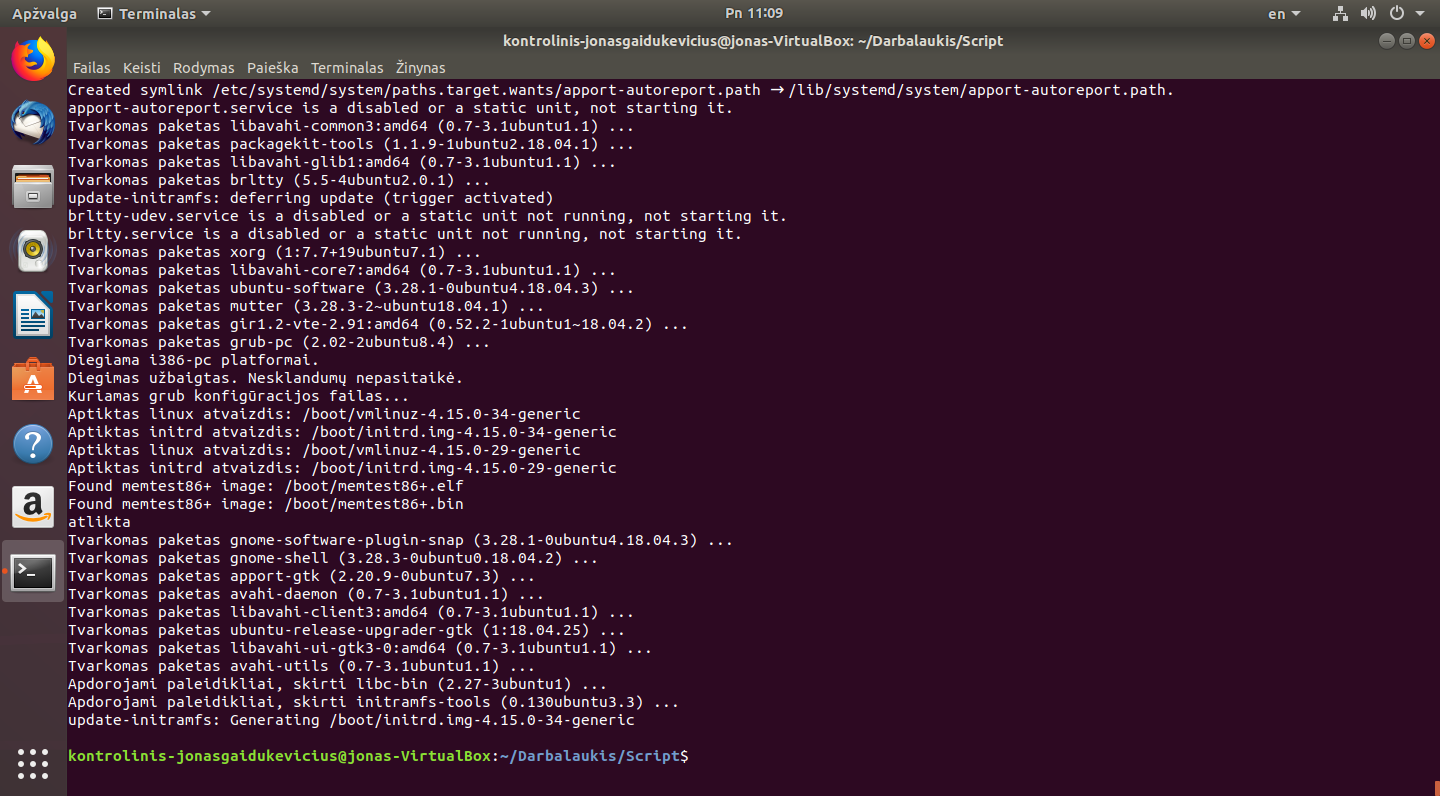 Apžvalga Terminalas Pn 11:09 en
kontrolinis-jonasgaidukevicius@jonas-VirtualBox: ~/Darbalaukis/Script
Failas Keisti Rodymas Paieška Terminalas Žinynas
Created symlink /etc/systemd/system/paths.target.wants/apport-autoreport.path → /lib/systemd/system/apport-autoreport.path.
apport-autoreport.service is a disabled or a static unit, not starting it.
Tvarkomas paketas libavahi-common3:amd64 (0.7-3.1ubuntu1.1) ...
Tvarkomas paketas packagekit-tools (1.1.9-1ubuntu2.18.04.1) ...
Tvarkomas paketas libavahi-glib1:amd64 (0.7-3.1ubuntu1.1) ...
Tvarkomas paketas brltty (5.5-4ubuntu2.0.1) ...
update-initramfs: deferring update (trigger activated)
brltty-udev.service is a disabled or a static unit not running, not starting it.
brltty.service is a disabled or a static unit not running, not starting it.
Tvarkomas paketas xorg (1:7.7+19ubuntu7.1) ...
Tvarkomas paketas libavahi-core7:amd64 (0.7-3.1ubuntu1.1) ...
Tvarkomas paketas ubuntu-software (3.28.1-0ubuntu4.18.04.3) ...
Tvarkomas paketas mutter (3.28.3-2~ubuntu18.04.1) ...
Tvarkomas paketas gir1.2-vte-2.91:amd64 (0.52.2-1ubuntu1~18.04.2) ...
Tvarkomas paketas grub-pc (2.02-2ubuntu8.4) ...
Diegiama i386-pc platformai.
Diegimas užbaigtas. Nesklandumų nepasitaikė.
Kuriamas grub konfigūracijos failas...
Aptiktas linux atvaizdis: /boot/vmlinuz-4.15.0-34-generic
Aptiktas initrd atvaizdis: /boot/initrd.img-4.15.0-34-generic
Aptiktas linux atvaizdis: /boot/vmlinuz-4.15.0-29-generic
Aptiktas initrd atvaizdis: /boot/initrd.img-4.15.0-29-generic
Found memtest86+ image: /boot/memtest86+.elf
Found memtest86+ image: /boot/memtest86+.bin
atlikta
Tvarkomas paketas gnome-software-plugin-snap (3.28.1-0ubuntu4.18.04.3) ...
Tvarkomas paketas gnome-shell (3.28.3-0ubuntu0.18.04.2) ...
Tvarkomas paketas apport-gtk (2.20.9-0ubuntu7.3) ...
Tvarkomas paketas avahi-daemon (0.7-3.1ubuntu1.1) ...
Tvarkomas paketas libavahi-client3:amd64 (0.7-3.1ubuntu1.1) ...
Tvarkomas paketas ubuntu-release-upgrader-gtk (1:18.04.25) ...
Tvarkomas paketas libavahi-ui-gtk3-0:amd64 (0.7-3.1ubuntu1.1) ...
Tvarkomas paketas avahi-utils (0.7-3.1ubuntu1.1) ...
Apdorojami paleidikliai, skirti libc-bin (2.27-3ubuntu1) ...
Apdorojami paleidikliai, skirti initramfs-tools (0.130ubuntu3.3) ...
update-initramfs: Generating /boot/initrd.img-4.15.0-34-generic
kontrolinis-jonasgaidukevicius@jonas-VirtualBox:~/Darbalaukis/Script$